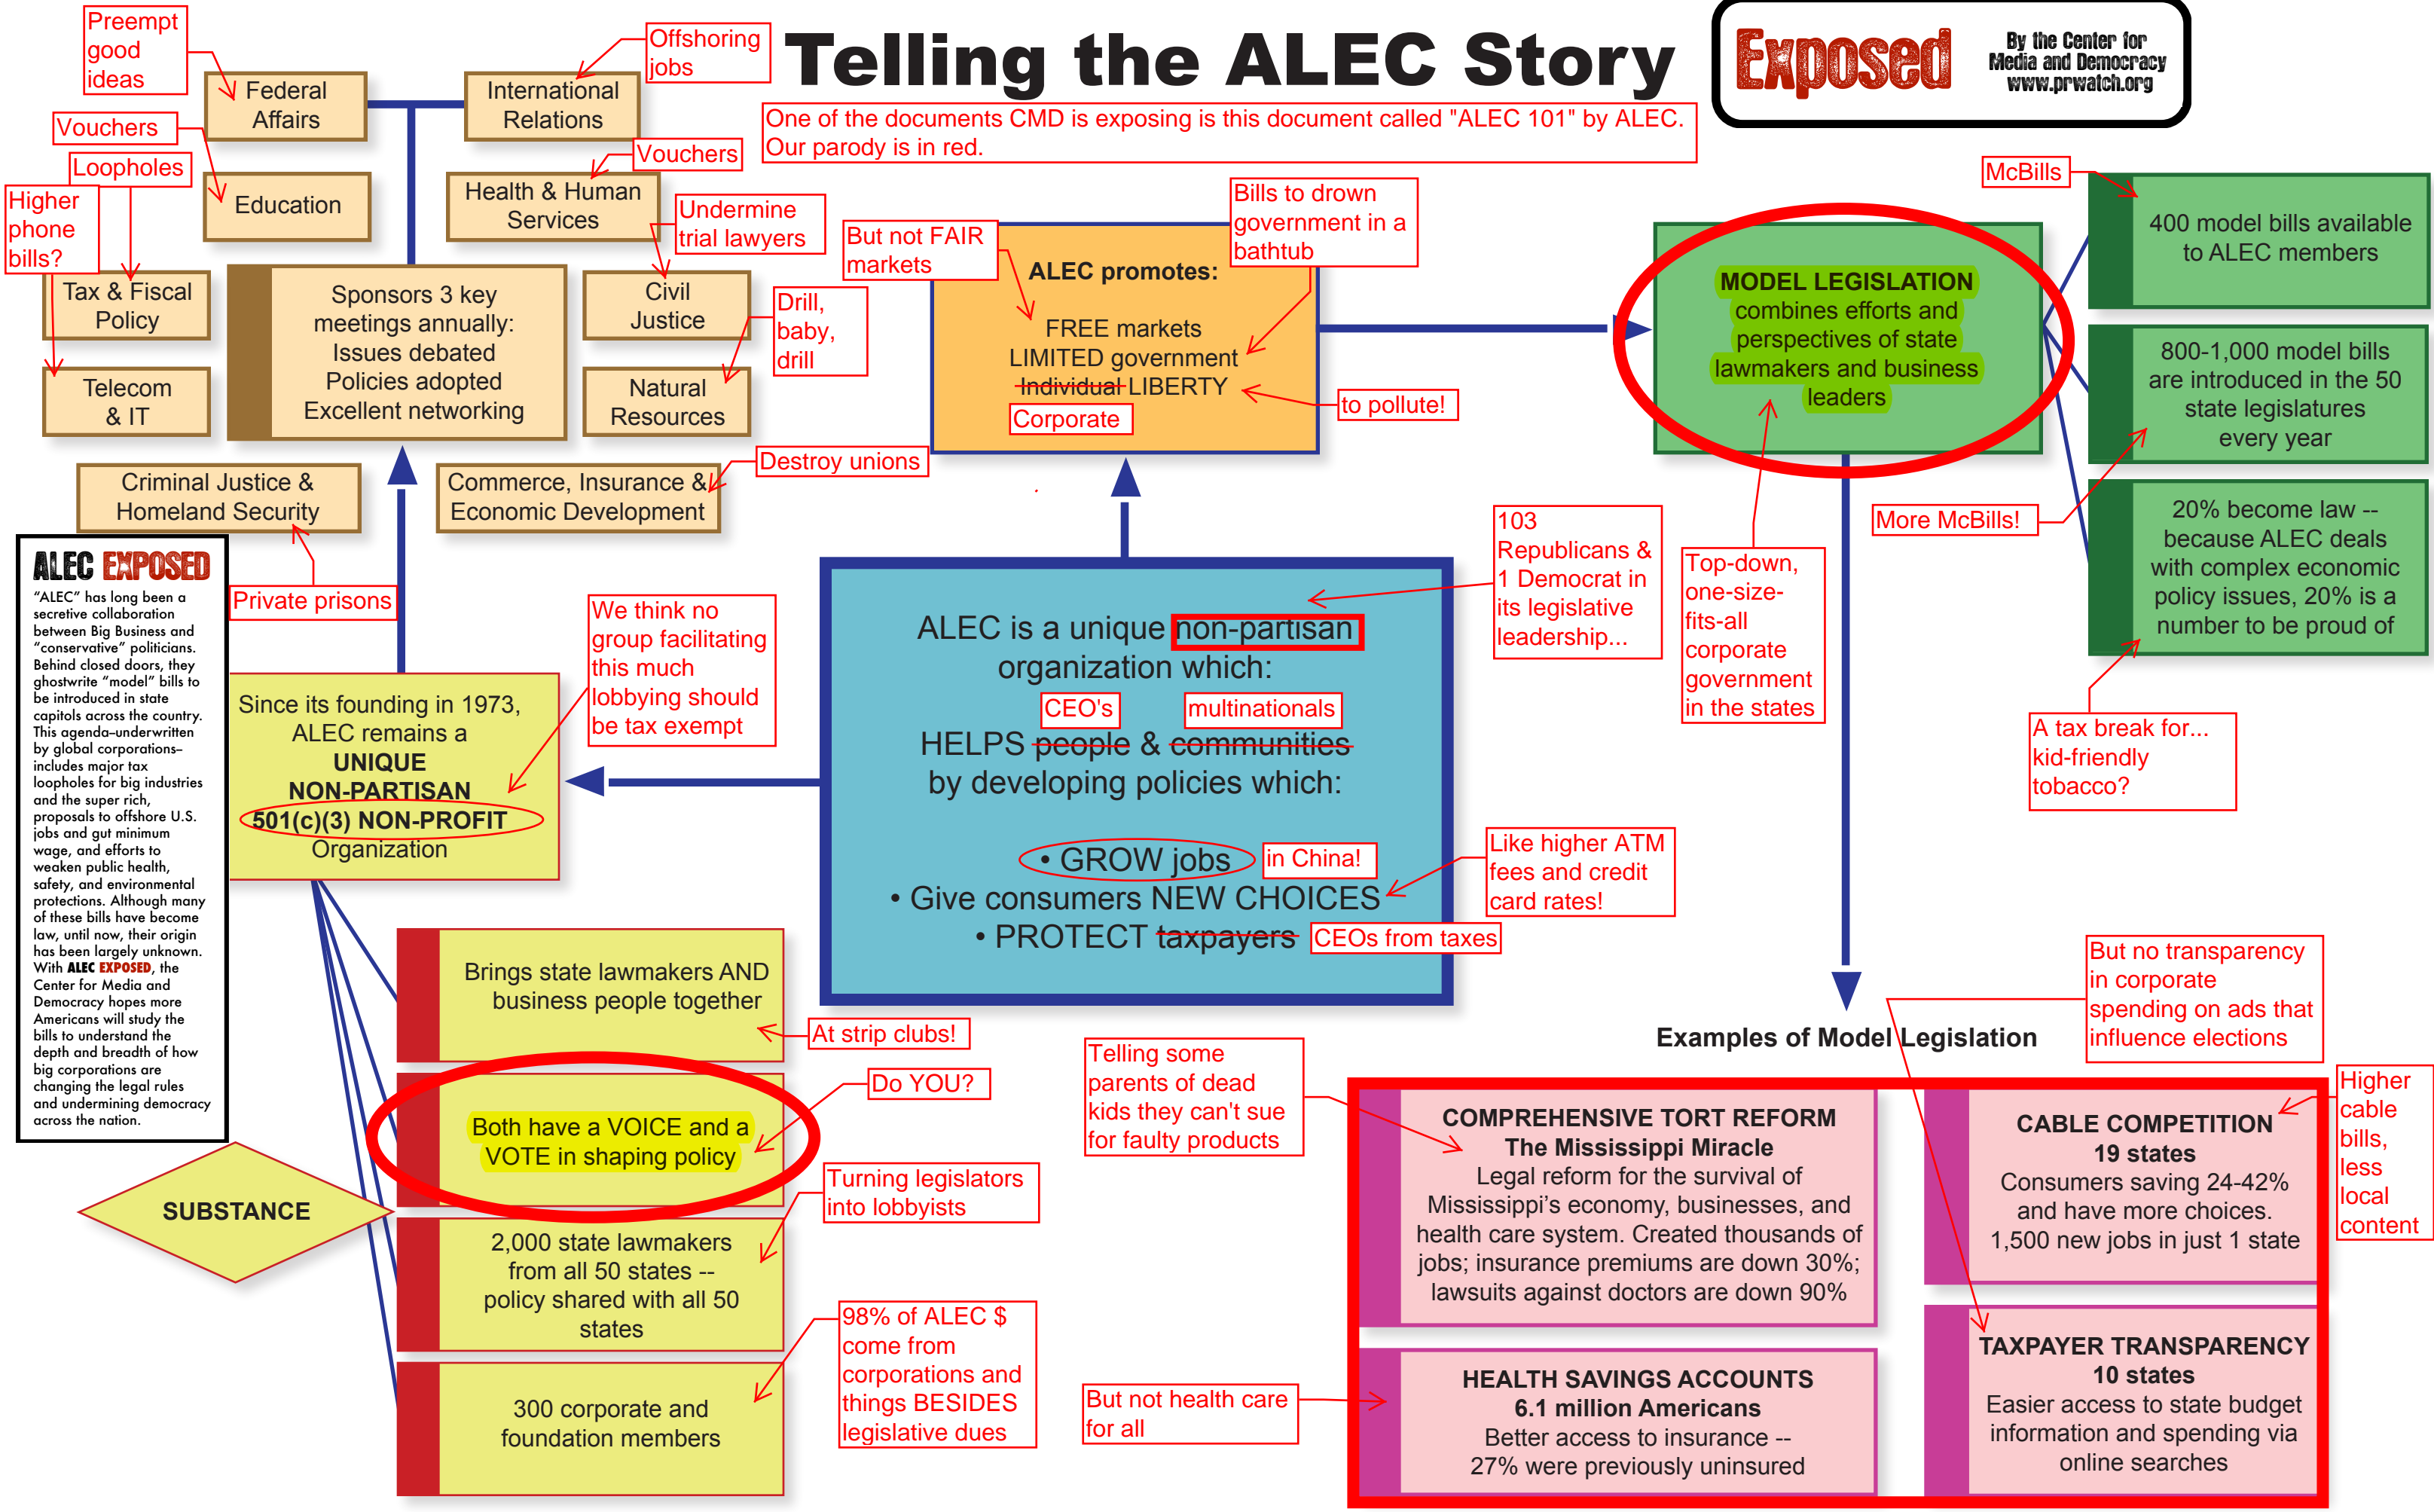 Telling the ALEC Story
Exposed
By the Center for
Media and Democracy
www.prwatch.org
One of the documents CMD is exposing is this document called "ALEC 101" by ALEC.
Our parody is in red.
Preempt
good
ideas
Federal
Affairs
International
Relations
Offshoring
jobs
Vouchers
Education
Health & Human
Services
Vouchers
Loopholes
Higher
phone
bills?
Tax & Fiscal
Policy
Telecom
& IT
Sponsors 3 key
meetings annually:
Issues debated
Policies adopted
Excellent networking
Undermine
trial lawyers
Civil
Justice
Drill,
baby,
drill
Natural
Resources
Criminal Justice &
Homeland Security
Private prisons
Commerce, Insurance &
Economic Development
Destroy unions
But not FAIR
markets
Bills to drown
government in a
bathtub
ALEC promotes:
FREE markets
LIMITED government
Individual LIBERTY
Corporate
to pollute!
MODEL LEGISLATION
combines efforts and
perspectives of state
lawmakers and business
leaders
McBills
400 model bills available
to ALEC members
800-1,000 model bills
are introduced in the 50
state legislatures
every year
More McBills!
20% become law --
because ALEC deals
with complex economic
policy issues, 20% is a
number to be proud of
A tax break for...
kid-friendly
tobacco?
Top-down,
one-size-
fits-all
corporate
government
in the states
103
Republicans &
1 Democrat in
its legislative
leadership...
ALEC is a unique non-partisan
organization which:
CEO's
multinationals
HELPS people & communities
by developing policies which:
• GROW jobs
in China!
• Give consumers NEW CHOICES
Like higher ATM
fees and credit
card rates!
• PROTECT taxpayers
CEOs from taxes
ALEC EXPOSED
“ALEC” has long been a
secretive collaboration
between Big Business and
“conservative” politicians.
Behind closed doors, they
ghostwrite “model” bills to
be introduced in state
capitols across the country.
This agenda–underwritten
by global corporations–
includes major tax
loopholes for big industries
and the super rich,
proposals to offshore U.S.
jobs and gut minimum
wage, and efforts to
weaken public health,
safety, and environmental
protections. Although many
of these bills have become
law, until now, their origin
has been largely unknown.
With ALEC EXPOSED, the
Center for Media and
Democracy hopes more
Americans will study the
bills to understand the
depth and breadth of how
big corporations are
changing the legal rules
and undermining democracy
across the nation.
We think no
group facilitating
this much
lobbying should
be tax exempt
Since its founding in 1973,
ALEC remains a
UNIQUE
NON-PARTISAN
501(c)(3) NON-PROFIT
Organization
SUBSTANCE
Brings state lawmakers AND
business people together
At strip clubs!
Both have a VOICE and a
VOTE in shaping policy
Do YOU?
2,000 state lawmakers
from all 50 states --
policy shared with all 50
states
Turning legislators
into lobbyists
300 corporate and
foundation members
98% of ALEC $
come from
corporations and
things BESIDES
legislative dues
Examples of Model Legislation
Telling some
parents of dead
kids they can't sue
for faulty products
COMPREHENSIVE TORT REFORM
The Mississippi Miracle
Legal reform for the survival of
Mississippi’s economy, businesses, and
health care system. Created thousands of
jobs; insurance premiums are down 30%;
lawsuits against doctors are down 90%
But not health care
for all
HEALTH SAVINGS ACCOUNTS
6.1 million Americans
Better access to insurance --
27% were previously uninsured
But no transparency
in corporate
spending on ads that
influence elections
CABLE COMPETITION
19 states
Consumers saving 24-42%
and have more choices.
1,500 new jobs in just 1 state
Higher
cable
bills,
less
local
content
TAXPAYER TRANSPARENCY
10 states
Easier access to state budget
information and spending via
online searches